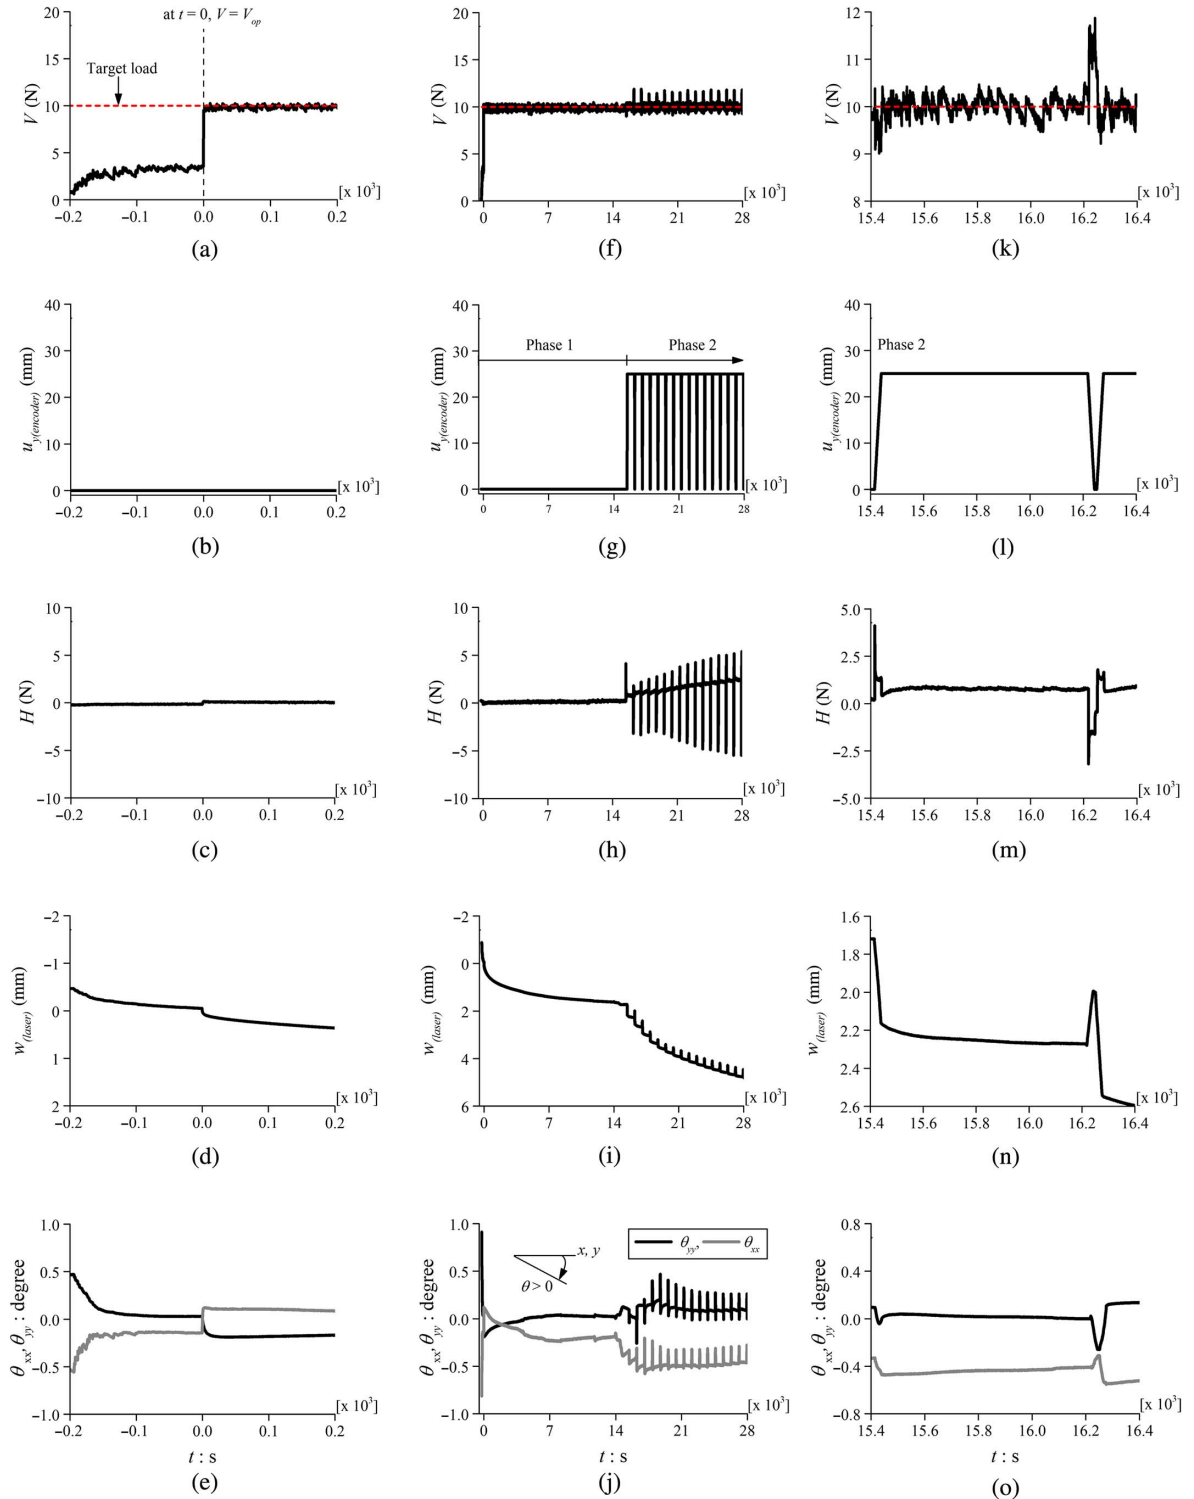 at t = 0, V = V_op
Target load
V (N)
20
15
10
5
0
−0.2 −0.1 0.0 0.1 0.2
[x 10³]
(a)
V (N)
20
15
10
5
0
0 7 14 21 28
[x 10³]
(f)
V (N)
12
11
10
9
8
15.4 15.6 15.8 16.0 16.2 16.4
[x 10³]
(k)
u_y(encoder) (mm)
40
30
20
10
0
−0.2 −0.1 0.0 0.1 0.2
[x 10³]
(b)
u_y(encoder) (mm)
40
30
20
10
0
Phase 1 Phase 2
0 7 14 21 28
[x 10³]
(g)
u_y(encoder) (mm)
40
30
20
10
0
Phase 2
15.4 15.6 15.8 16.0 16.2 16.4
[x 10³]
(l)
H (N)
10
5
0
−5
−10
−0.2 −0.1 0.0 0.1 0.2
[x 10³]
(c)
H (N)
10
5
0
−5
−10
0 7 14 21 28
[x 10³]
(h)
H (N)
5.0
2.5
0.0
−2.5
−5.0
15.4 15.6 15.8 16.0 16.2 16.4
[x 10³]
(m)
w_(laser) (mm)
−2
−1
0
1
2
−0.2 −0.1 0.0 0.1 0.2
[x 10³]
(d)
w_(laser) (mm)
−2
0
2
4
6
0 7 14 21 28
[x 10³]
(i)
w_(laser) (mm)
1.6
1.8
2.0
2.2
2.4
2.6
15.4 15.6 15.8 16.0 16.2 16.4
[x 10³]
(n)
θ_xx, θ_yy : degree
1.0
0.5
0.0
−0.5
−1.0
−0.2 −0.1 0.0 0.1 0.2
[x 10³]
t : s
(e)
θ_xx, θ_yy : degree
1.0
0.5
0.0
−0.5
−1.0
x, y
θ > 0
θ_yy, θ_xx
0 7 14 21 28
[x 10³]
t : s
(j)
θ_xx, θ_yy : degree
0.8
0.4
0.0
−0.4
−0.8
15.4 15.6 15.8 16.0 16.2 16.4
[x 10³]
t : s
(o)